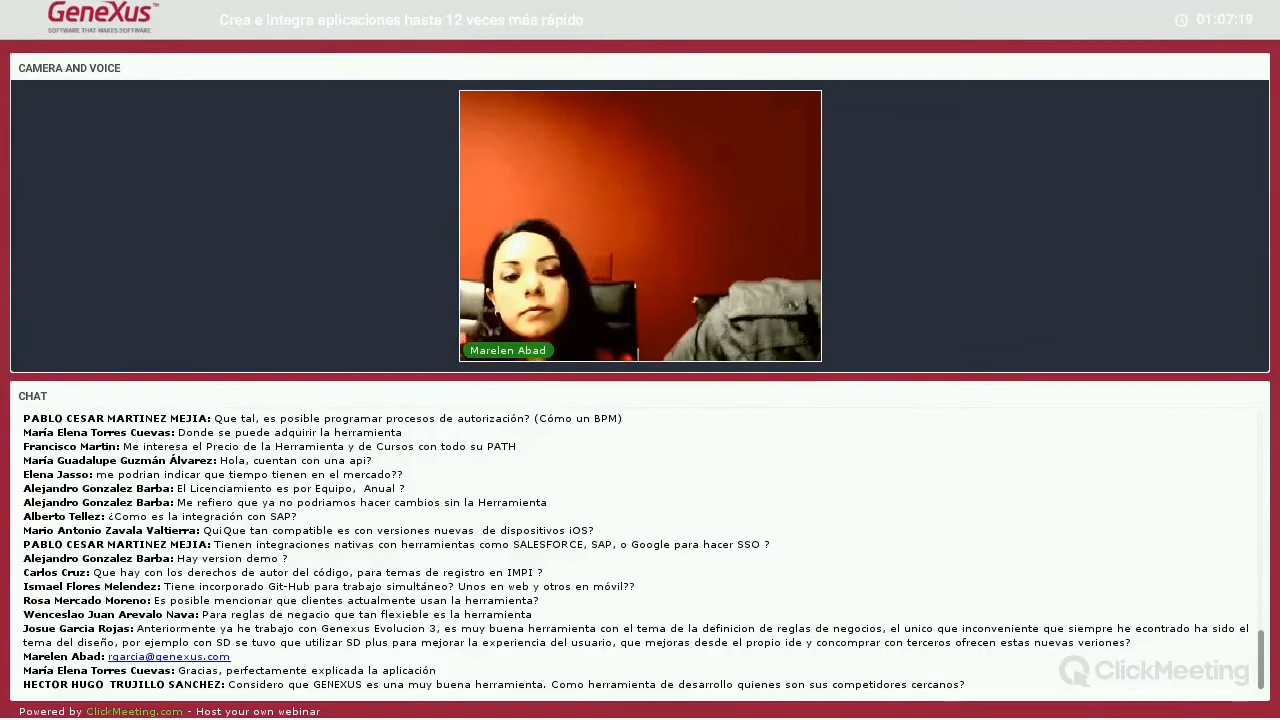 GeneXus™
SOFTWARE THAT MAKES SOFTWARE
Crea e integra aplicaciones hasta 12 veces más rápido
01:07:19
CAMERA AND VOICE
Marelen Abad
CHAT
PABLO CESAR MARTINEZ MEJIA: Que tal, es posible programar procesos de autorización? (Cómo un BPM)
María Elena Torres Cuevas: Donde se puede adquirir la herramienta
Francisco Martin: Me interesa el Precio de la Herramienta y de Cursos con todo su PATH
María Guadalupe Guzmán Álvarez: Hola, cuentan con una api?
Elena Jasso: me podrian indicar que tiempo tienen en el mercado??
Alejandro Gonzalez Barba: El Licenciamiento es por Equipo, Anual ?
Alejandro Gonzalez Barba: Me refiero que ya no podriamos hacer cambios sin la Herramienta
Alberto Tellez: ¿Como es la integración con SAP?
Mario Antonio Zavala Valtierra: QuiQue tan compatible es con versiones nuevas de dispositivos iOS?
PABLO CESAR MARTINEZ MEJIA: Tienen integraciones nativas con herramientas como SALESFORCE, SAP, o Google para hacer SSO ?
Alejandro Gonzalez Barba: Hay version demo ?
Carlos Cruz: Que hay con los derechos de autor del código, para temas de registro en IMPI ?
Ismael Flores Melendez: Tiene incorporado Git-Hub para trabajo simultáneo? Unos en web y otros en móvil??
Rosa Mercado Moreno: Es posible mencionar que clientes actualmente usan la herramienta?
Wenceslao Juan Arevalo Nava: Para reglas de negacio que tan flexieble es la herramienta
Josue Garcia Rojas: Anteriormente ya he trabajo con Genexus Evolucion 3, es muy buena herramienta con el tema de la definicion de reglas de negocios, el unico que inconveniente que siempre he econtrado ha sido el
tema del diseño, por ejemplo con SD se tuvo que utilizar SD plus para mejorar la experiencia del usuario, que mejoras desde el propio ide y concomprar con terceros ofrecen estas nuevas veriones?
Marelen Abad: rgarcia@genexus.com
María Elena Torres Cuevas: Gracias, perfectamente explicada la aplicación
HECTOR HUGO TRUJILLO SANCHEZ: Considero que GENEXUS es una muy buena herramienta. Como herramienta de desarrollo quienes son sus competidores cercanos?
ClickMeeting
Powered by ClickMeeting.com - Host your own webinar